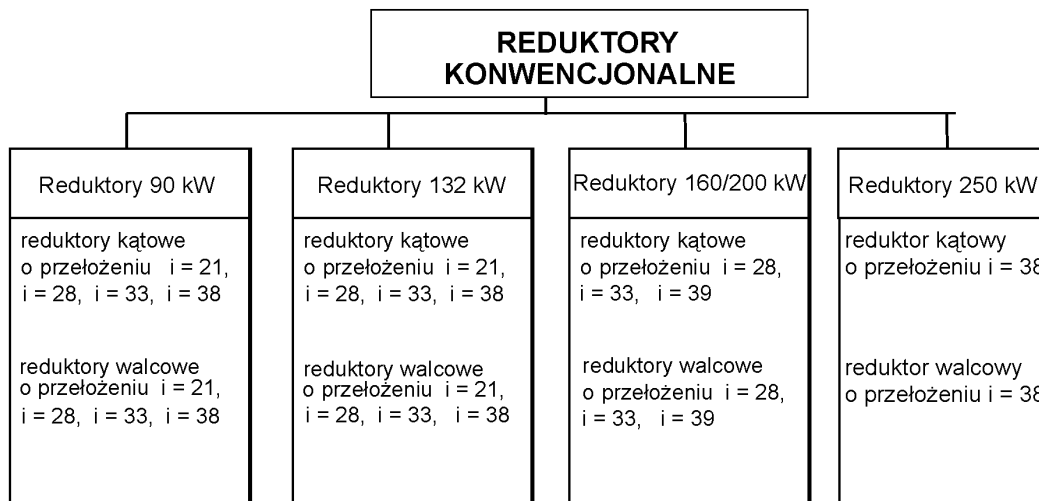 REDUKTORY
KONWENCJONALNE
Reduktory 90 kW
reduktory kątowe
o przełożeniu i = 21,
i = 28, i = 33, i = 38
reduktory walcowe
o przełożeniu i = 21,
i = 28, i = 33, i = 38
Reduktory 132 kW
reduktory kątowe
o przełożeniu i = 21,
i = 28, i = 33, i = 38
reduktory walcowe
o przełożeniu i = 21,
i = 28, i = 33, i = 38
Reduktory 160/200 kW
reduktory kątowe
o przełożeniu i = 28,
i = 33, i = 39
reduktory walcowe
o przełożeniu i = 28,
i = 33, i = 39
Reduktory 250 kW
reduktor kątowy
o przełożeniu i = 38
reduktor walcowy
o przełożeniu i = 38